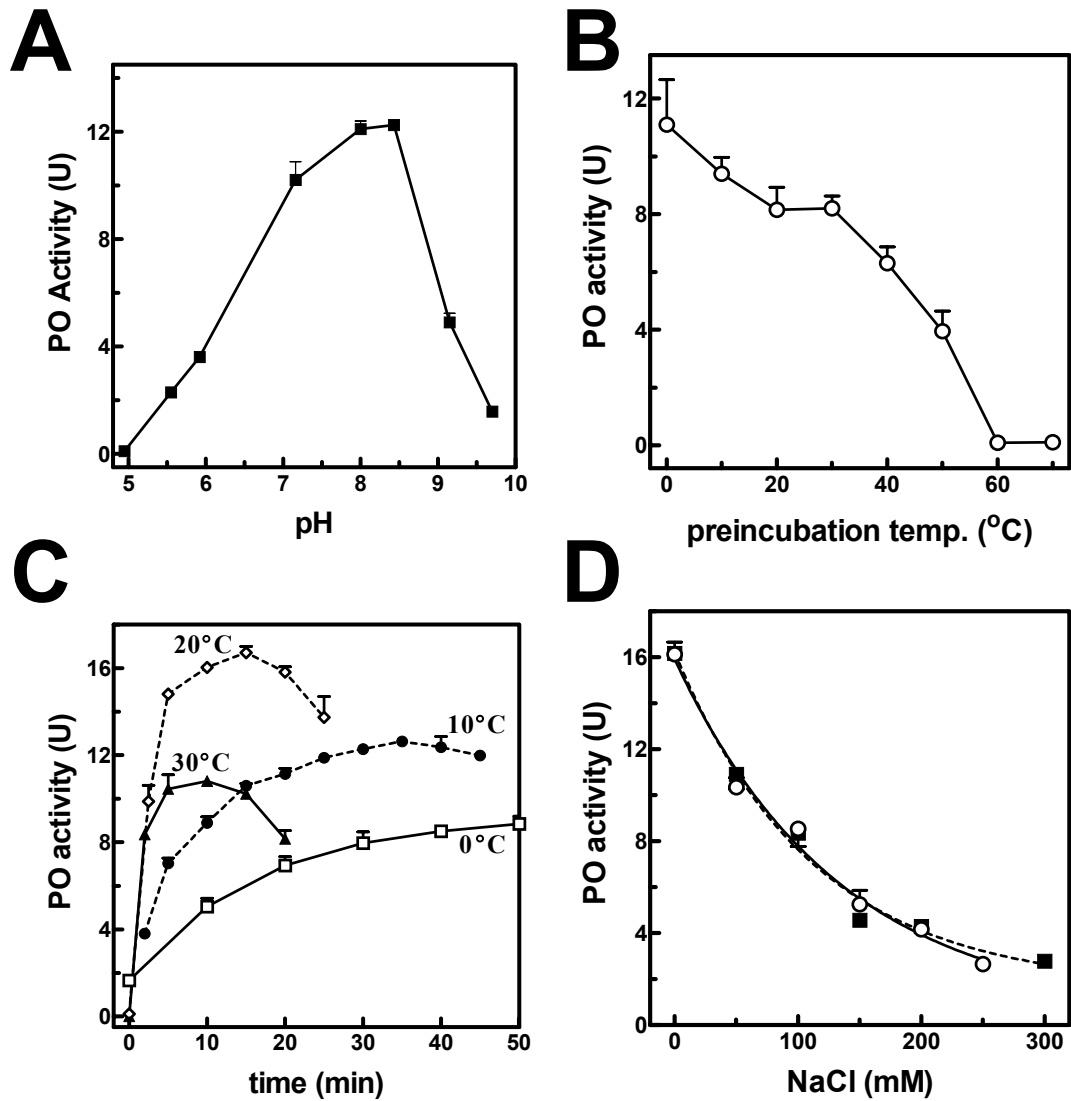 A
PO Activity (U)
12
8
4
0
5 6 7 8 9 10
pH
B
PO activity (U)
12
8
4
0
0 20 40 60
preincubation temp. (°C)
C
PO activity (U)
16
12
8
4
0
20°C
10°C
30°C
0°C
0 10 20 30 40 50
time (min)
D
PO activity (U)
16
12
8
4
0
0 100 200 300
NaCl (mM)